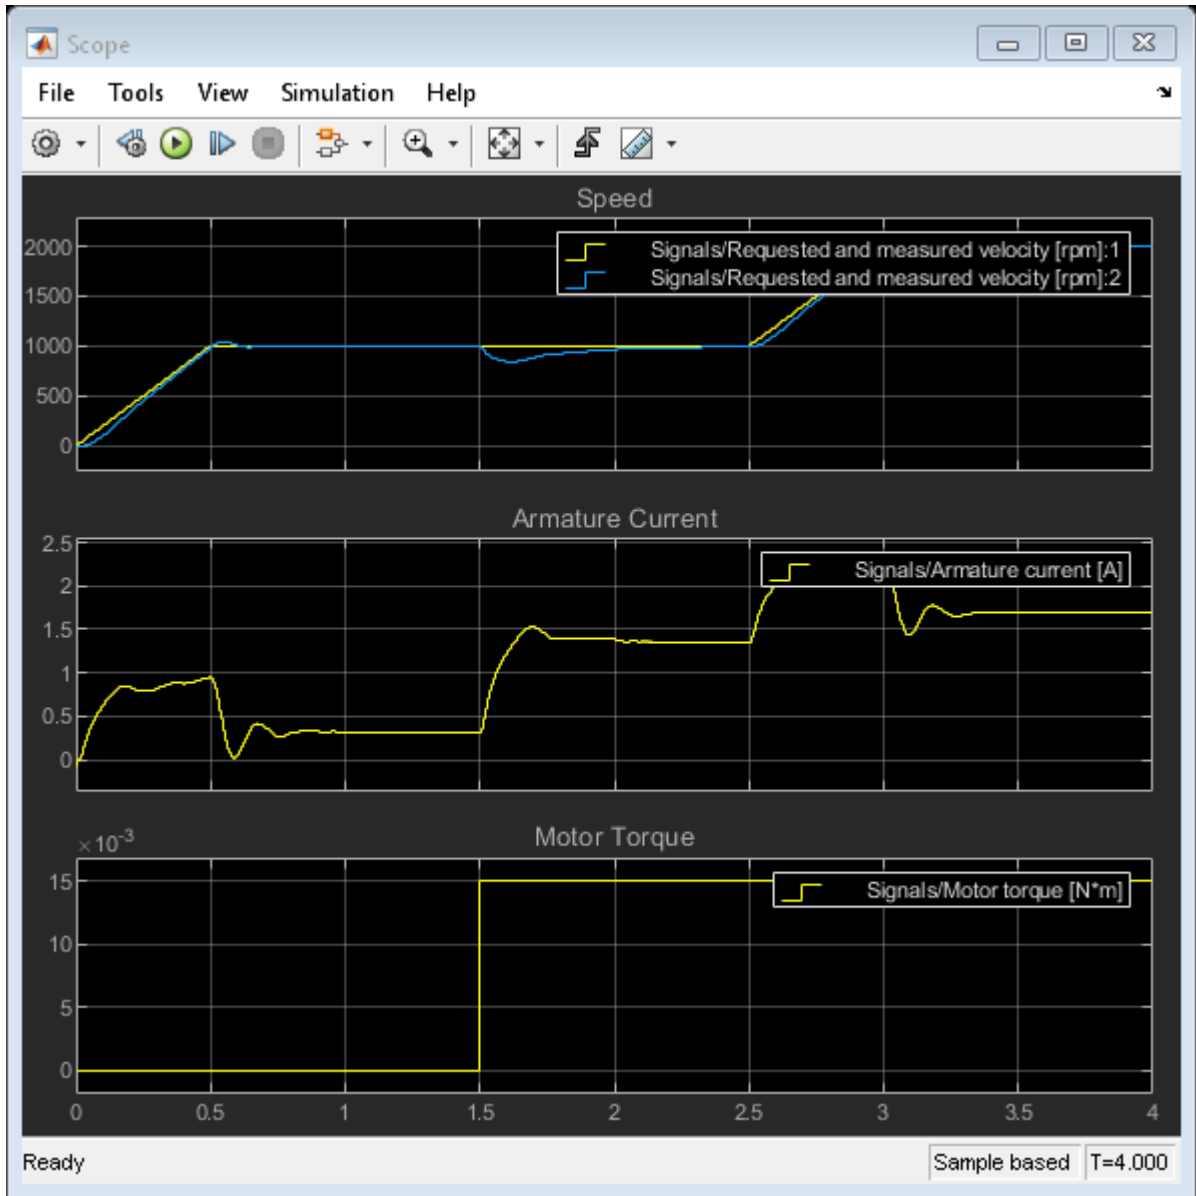 Scope
File Tools View Simulation Help
Speed
2000
1500
1000
500
0
Signals/Requested and measured velocity [rpm]:1
Signals/Requested and measured velocity [rpm]:2
Armature Current
2.5
2
1.5
1
0.5
0
Signals/Armature current [A]
×10-3
Motor Torque
15
10
5
0
Signals/Motor torque [N*m]
0 0.5 1 1.5 2 2.5 3 3.5 4
Ready Sample based T=4.000